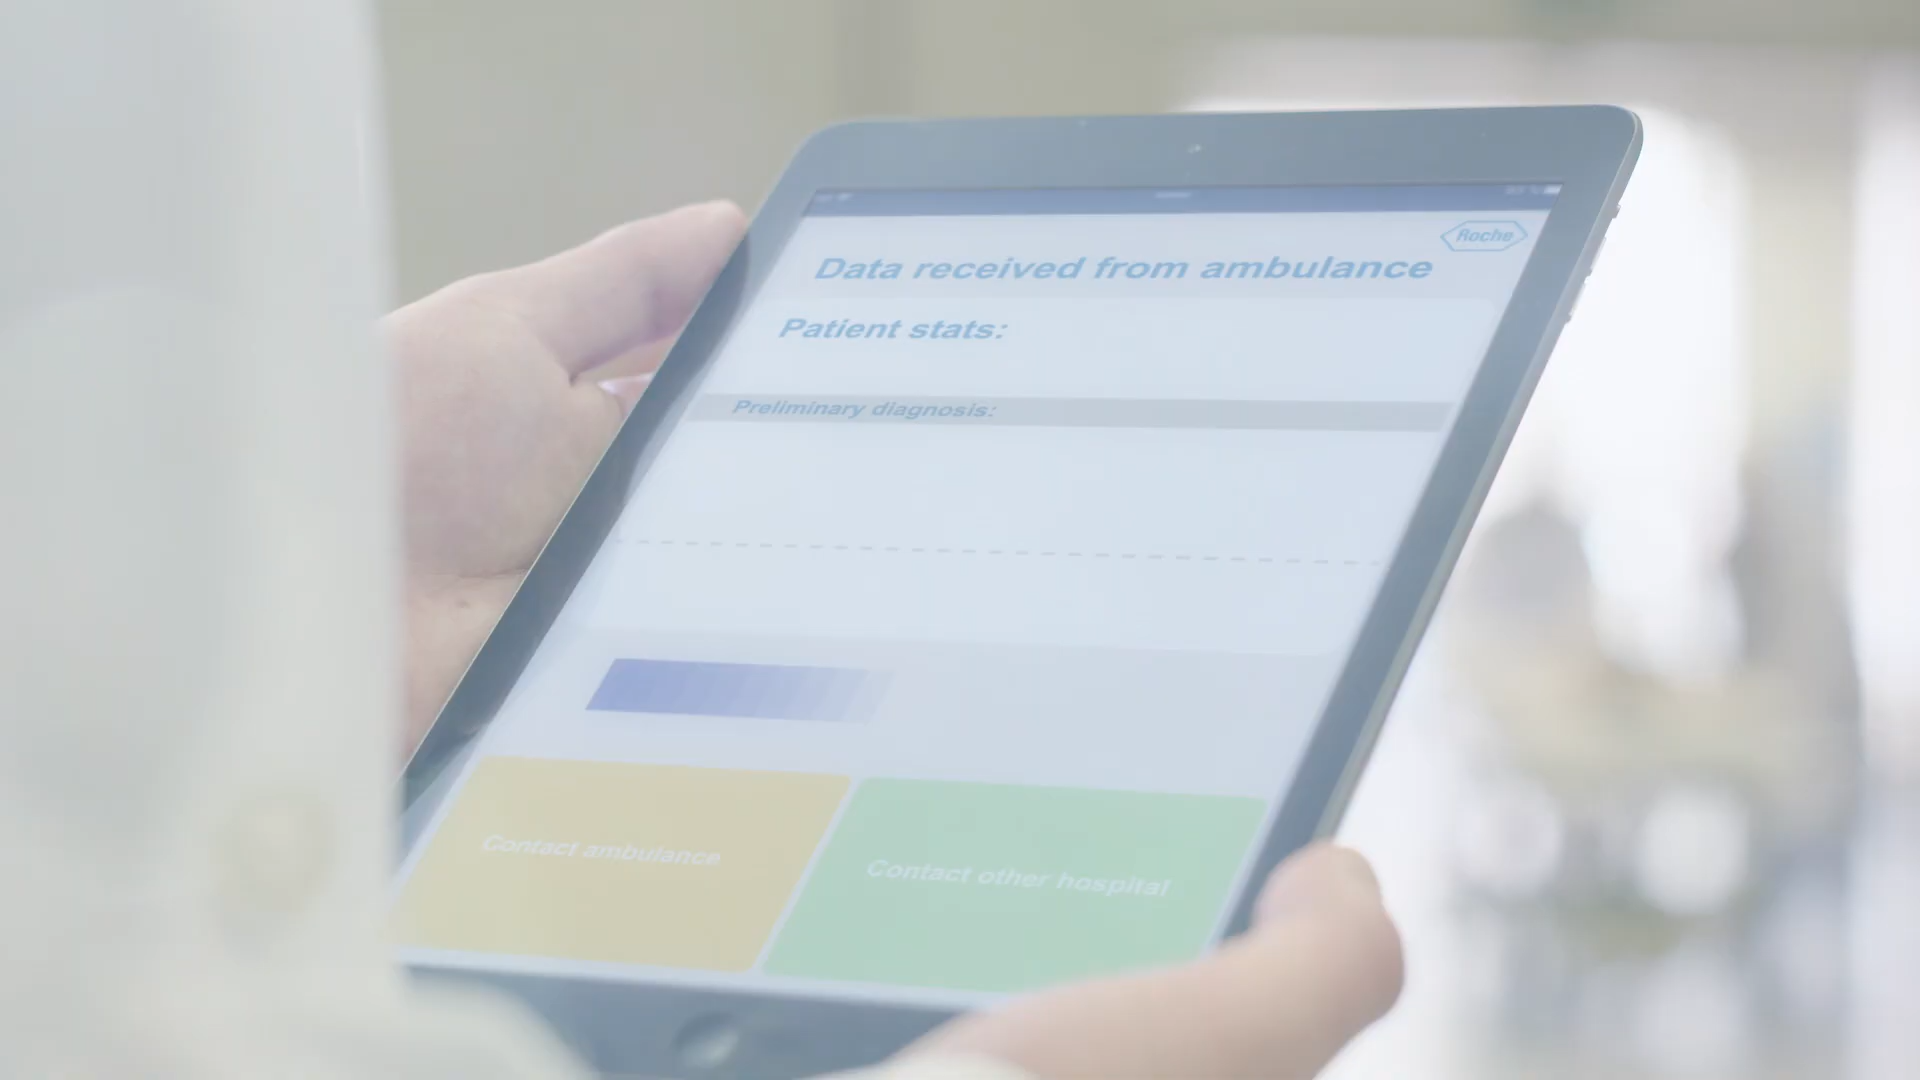 Roche
Data received from ambulance
Patient stats:
Preliminary diagnosis:
Contact ambulance
Contact other hospital